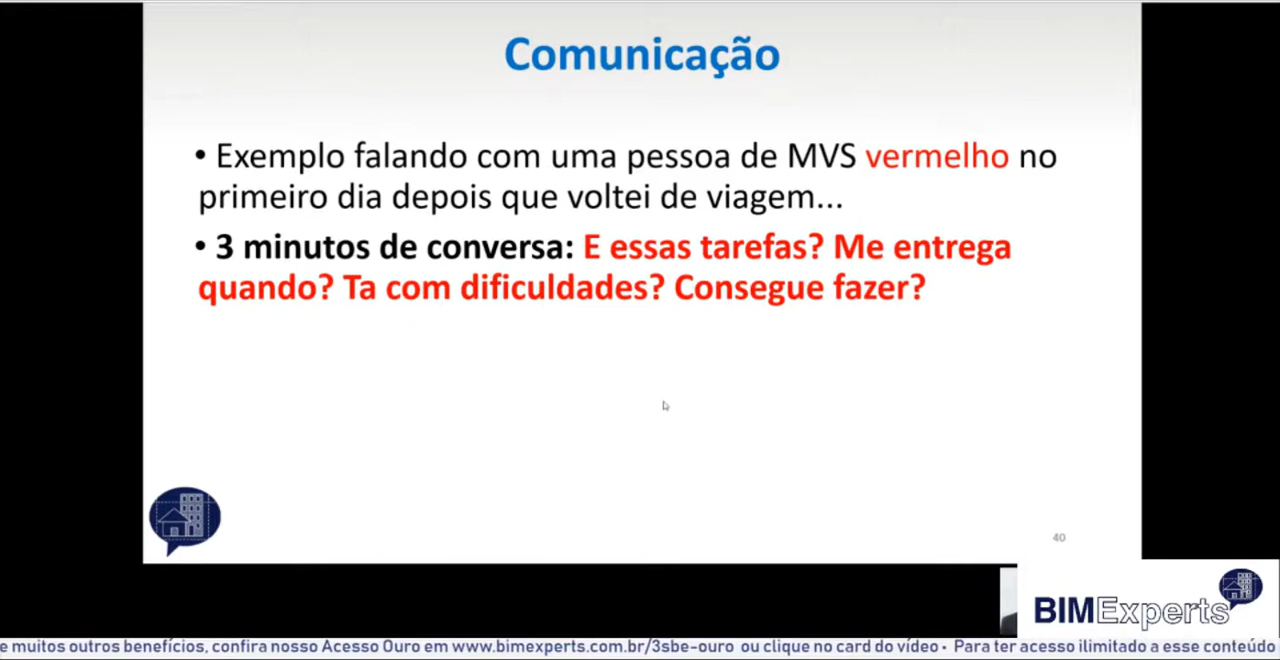 Comunicação
• Exemplo falando com uma pessoa de MVS vermelho no
primeiro dia depois que voltei de viagem...
• 3 minutos de conversa: E essas tarefas? Me entrega
quando? Ta com dificuldades? Consegue fazer?
40
BIMExperts
e muitos outros benefícios, confira nosso Acesso Ouro em www.bimexperts.com.br/3sbe-ouro ou clique no card do vídeo • Para ter acesso ilimitado a esse conteúdo